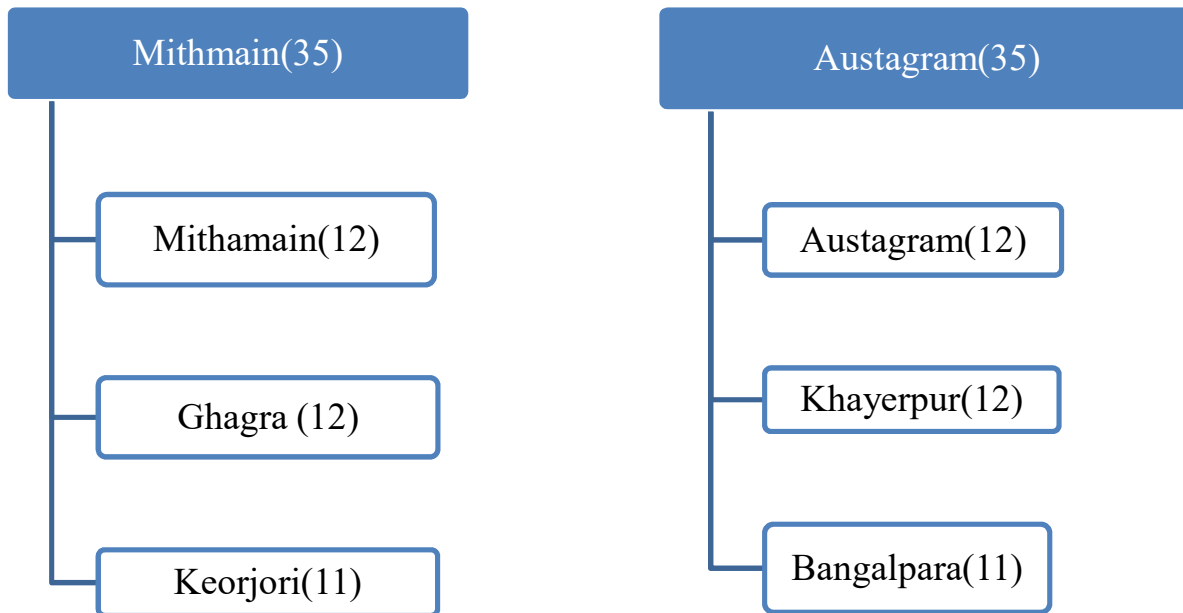 Mithmain(35)
Mithamain(12)
Ghagra (12)
Keorjori(11)
Austagram(35)
Austagram(12)
Khayerpur(12)
Bangalpara(11)